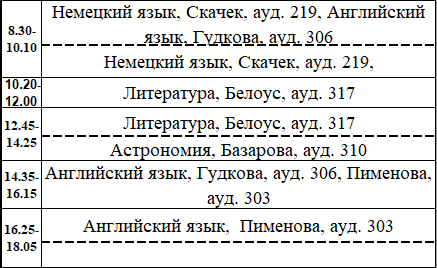 8.30-
10.10
Немецкий язык, Скачек, ауд. 219, Английский
язык, Гудкова, ауд. 306
Немецкий язык, Скачек, ауд. 219,
10.20-
12.00
Литература, Белоус, ауд. 317
12.45-
14.25
Литература, Белоус, ауд. 317
Астрономия, Базарова, ауд. 310
14.35-
16.15
Английский язык, Гудкова, ауд. 306, Пименова,
ауд. 303
16.25-
18.05
Английский язык, Пименова, ауд. 303